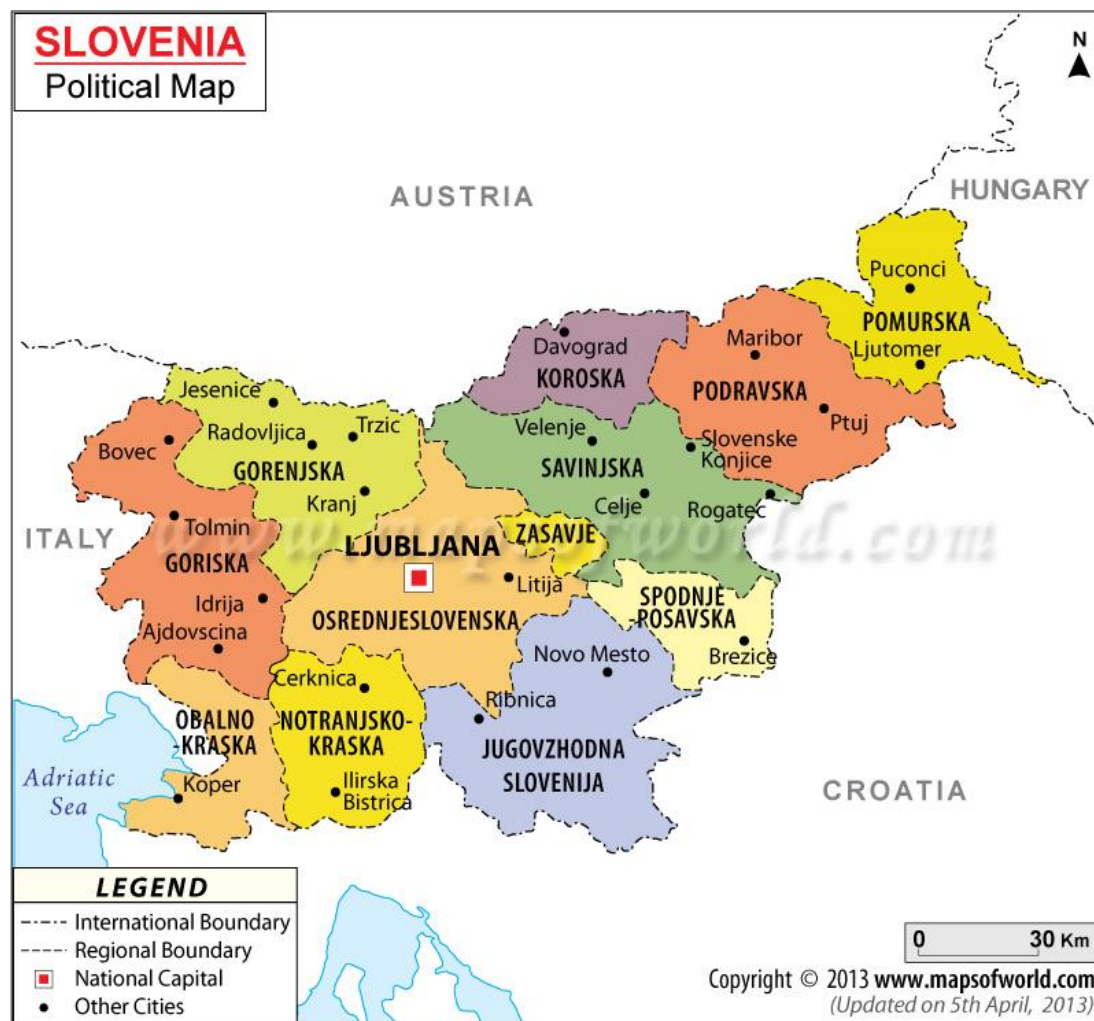 SLOVENIA
Political Map
N
AUSTRIA
HUNGARY
Puconci
POMURSKA
Ljutomer
Maribor
PODRAVSKA
Ptuj
Davograd
KOROSKA
Jesenice
Radovljica
Trzic
GORENJSKA
Kranj
Bovec
Velenje
SAVINJSKA
Slovenske
Konjice
Celje
Rogatec
www.mapsofworld.com
ITALY
Tolmin
GORISKA
Idrija
Ajdovscina
ZASAVJE
LJUBLJANA
Litija
OSREDNJESLOVENSKA
SPODNJE
-POSAVSKA
Brezice
Novo Mesto
Ribnica
JUGOVZHODNA
SLOVENIJA
Cerknica
NOTRANJSKO-
KRASKA
Ilirska
Bistrica
OBALNO
-KRASKA
Koper
Adriatic
Sea
CROATIA
LEGEND
International Boundary
Regional Boundary
National Capital
Other Cities
0 30 Km
Copyright © 2013 www.mapsofworld.com
(Updated on 5th April, 2013)